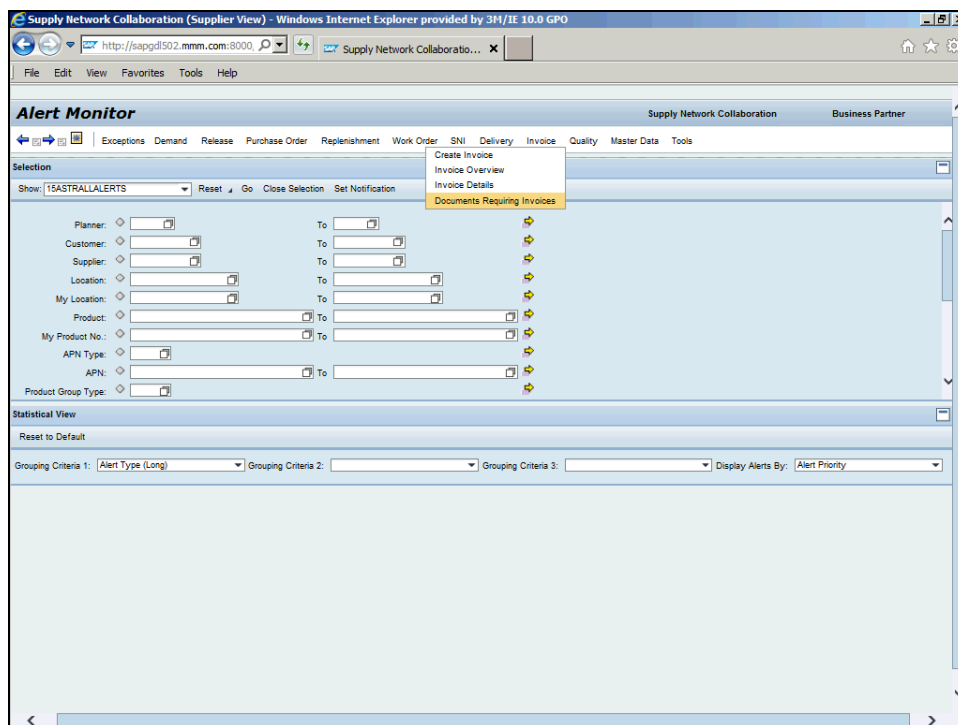 Supply Network Collaboration (Supplier View) - Windows Internet Explorer provided by 3M/IE 10.0 GPO
http://sapgdl502.mmm.com:8000, Supply Network Collaboratio...
File Edit View Favorites Tools Help
Alert Monitor Supply Network Collaboration Business Partner
Exceptions Demand Release Purchase Order Replenishment Work Order SNI Delivery Invoice Quality Master Data Tools
Create Invoice
Invoice Overview
Invoice Details
Documents Requiring Invoices
Selection
Show: 15ASTRALLALERTS Reset Go Close Selection Set Notification
Planner: To
Customer: To
Supplier: To
Location: To
My Location: To
Product: To
My Product No.: To
APN Type:
APN: To
Product Group Type:
Statistical View
Reset to Default
Grouping Criteria 1: Alert Type (Long) Grouping Criteria 2: Grouping Criteria 3: Display Alerts By: Alert Priority